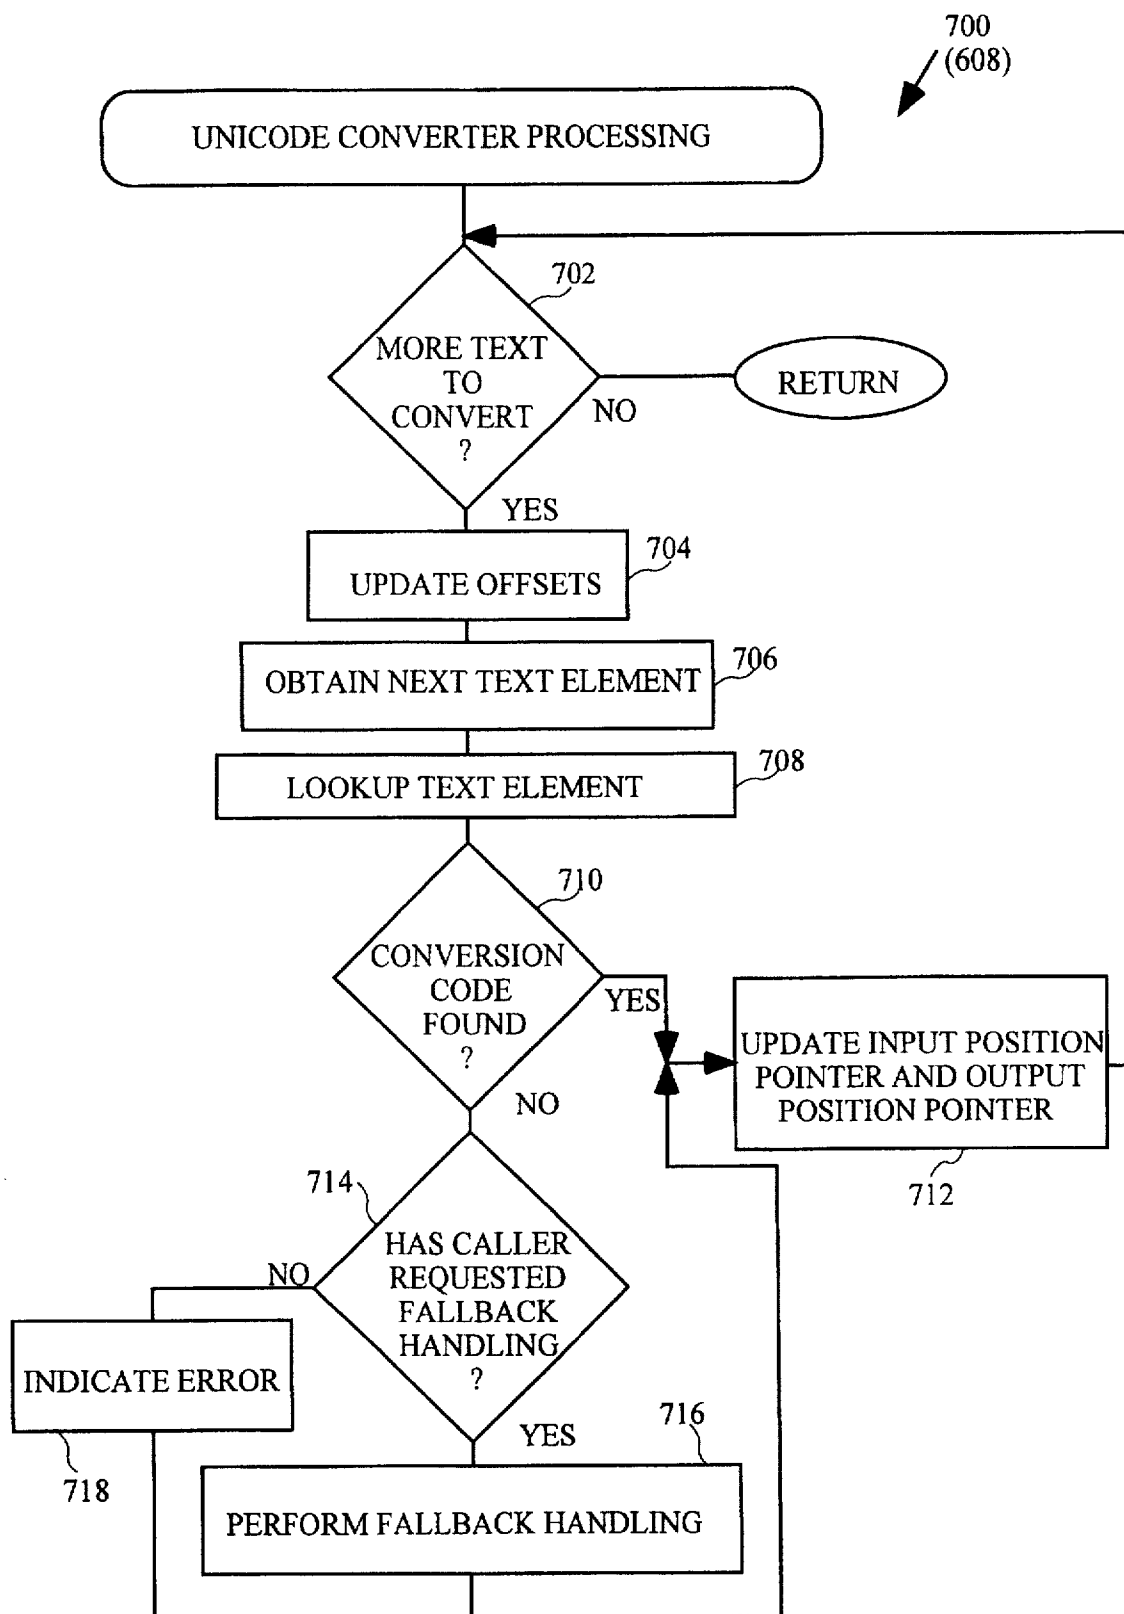 700
(608)
UNICODE CONVERTER PROCESSING
702
MORE TEXT
TO
CONVERT
?
NO
RETURN
YES
704
UPDATE OFFSETS
706
OBTAIN NEXT TEXT ELEMENT
708
LOOKUP TEXT ELEMENT
710
CONVERSION
CODE
FOUND
?
YES
NO
UPDATE INPUT POSITION
POINTER AND OUTPUT
POSITION POINTER
712
714
HAS CALLER
REQUESTED
FALLBACK
HANDLING
?
NO
INDICATE ERROR
718
YES
716
PERFORM FALLBACK HANDLING